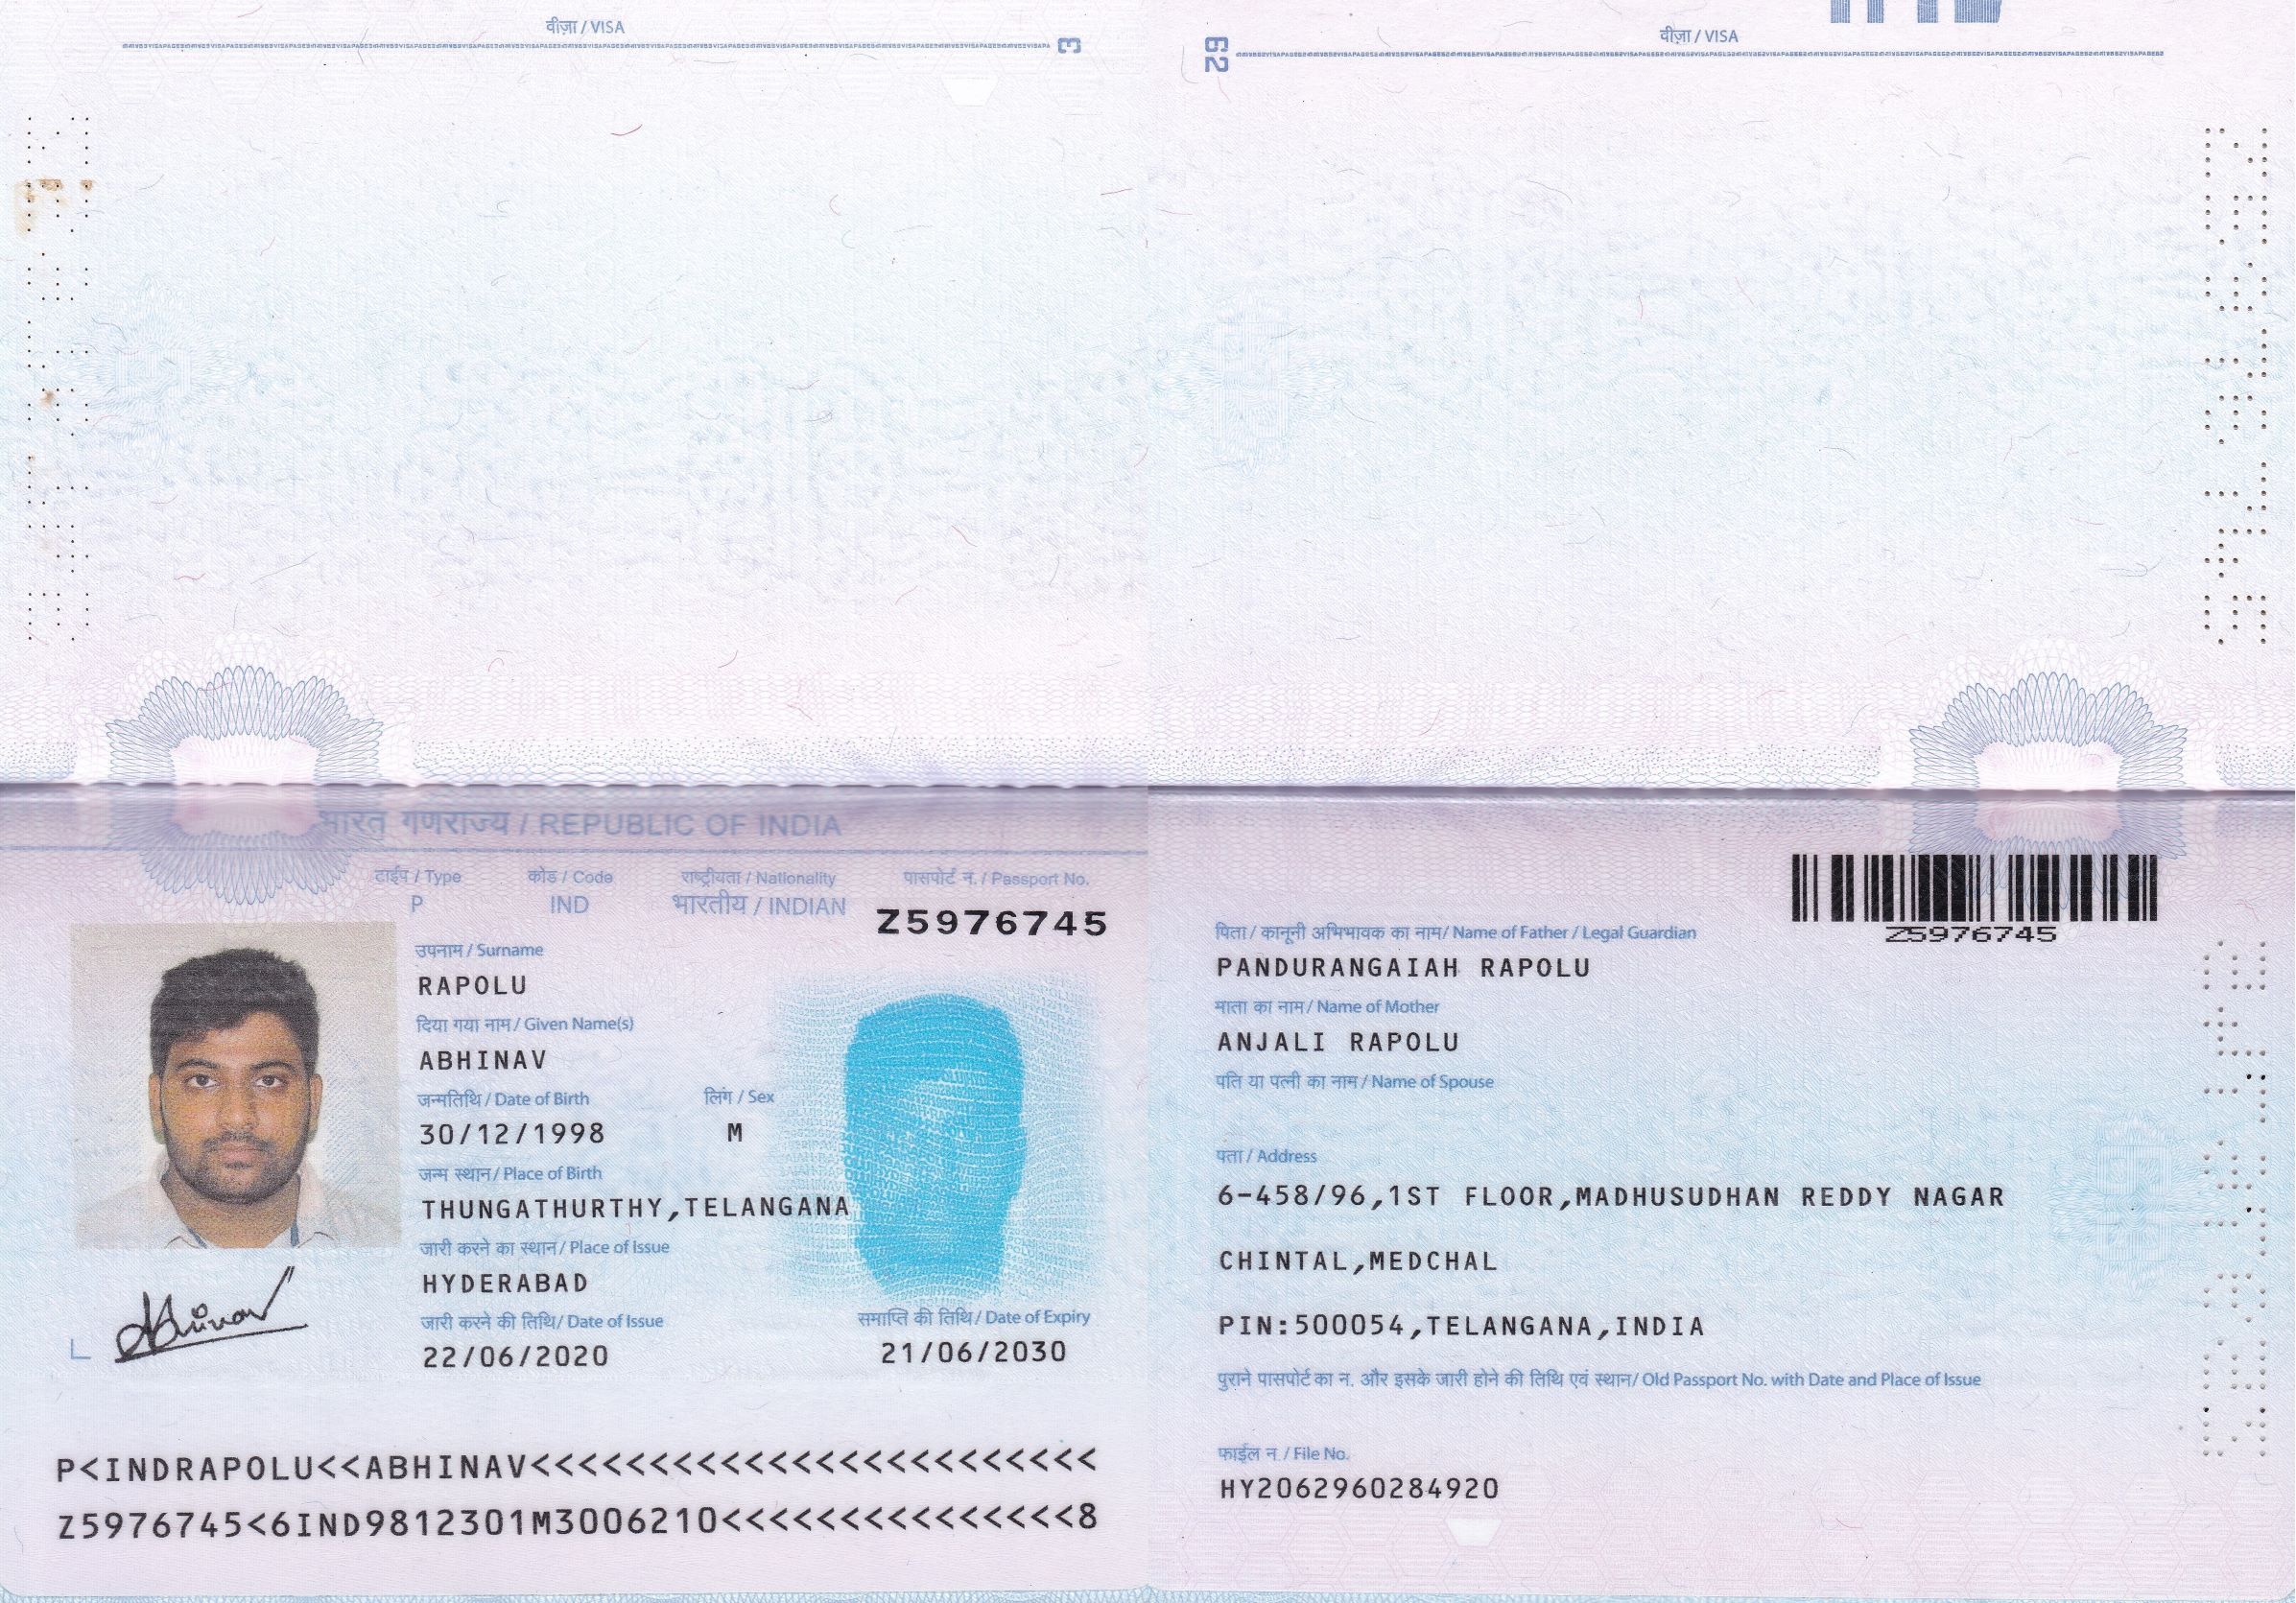 वीज़ा / VISA
3
वीज़ा / VISA
62
भारत गणराज्य / REPUBLIC OF INDIA
टाईप / Type कोड / Code राष्ट्रीयता / Nationality पासपोर्ट न. / Passport No.
P IND भारतीय / INDIAN Z5976745
उपनाम / Surname
RAPOLU
दिया गया नाम / Given Name(s)
ABHINAV
जन्मतिथि / Date of Birth लिंग / Sex
30/12/1998 M
जन्म स्थान / Place of Birth
THUNGATHURTHY,TELANGANA
जारी करने का स्थान / Place of Issue
HYDERABAD
जारी करने की तिथि / Date of Issue समाप्ति की तिथि / Date of Expiry
22/06/2020 21/06/2030
Abhinav
P<INDRAPOLU<<ABHINAV<<<<<<<<<<<<<<<<<<<<<<<<
Z5976745<6IND9812301M3006210<<<<<<<<<<<<<<<8
Z5976745
पिता / कानूनी अभिभावक का नाम / Name of Father / Legal Guardian
PANDURANGAIAH RAPOLU
माता का नाम / Name of Mother
ANJALI RAPOLU
पति या पत्नी का नाम / Name of Spouse
पता / Address
6-458/96,1ST FLOOR,MADHUSUDHAN REDDY NAGAR
CHINTAL,MEDCHAL
PIN:500054,TELANGANA,INDIA
पुराने पासपोर्ट का न. और इसके जारी होने की तिथि एवं स्थान / Old Passport No. with Date and Place of Issue
फाईल न. / File No.
HY2062960284920